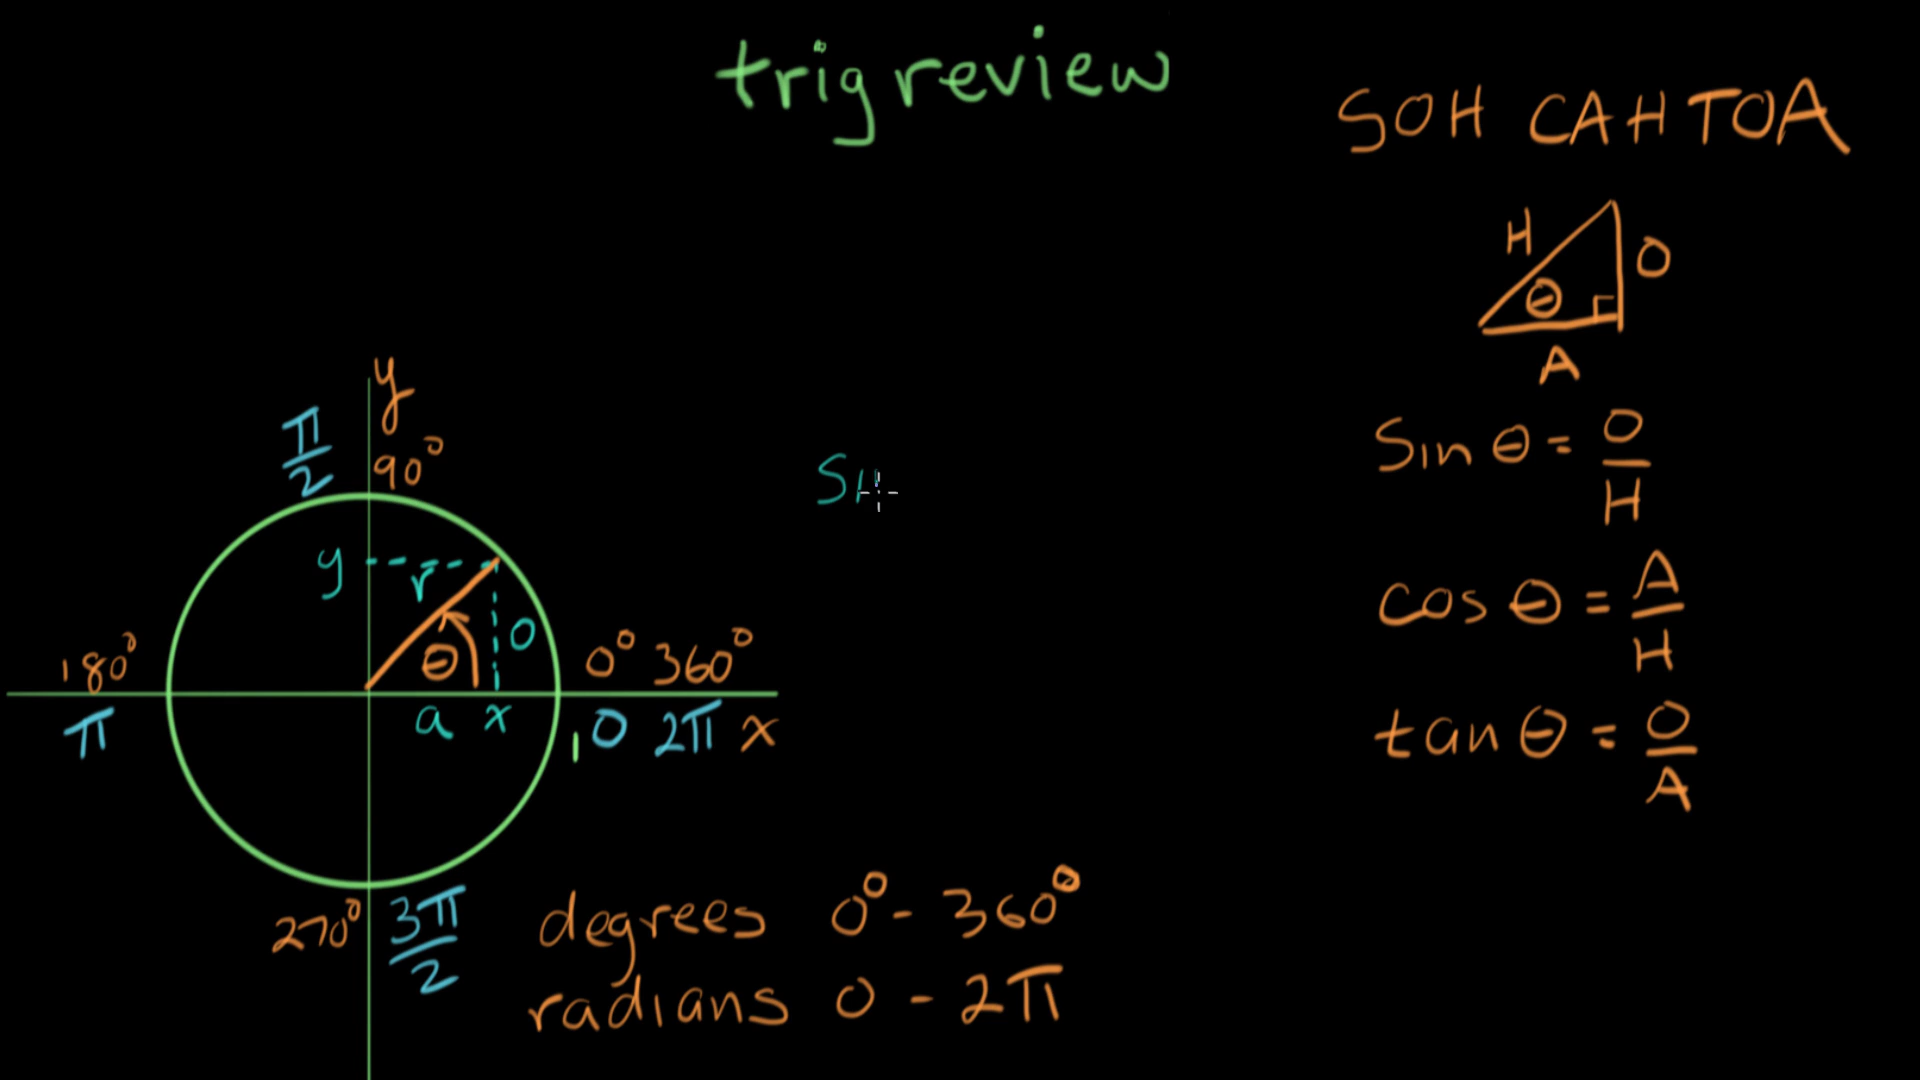 trig review
SOH CAH TOA
H
O
θ
A
sin θ = O/H
cos θ = A/H
tan θ = O/A
y
π/2
90°
y
r
o
θ
180°
0° 360°
π
a x
1,0 2π x
270° 3π/2
degrees 0° - 360°
radians 0 - 2π